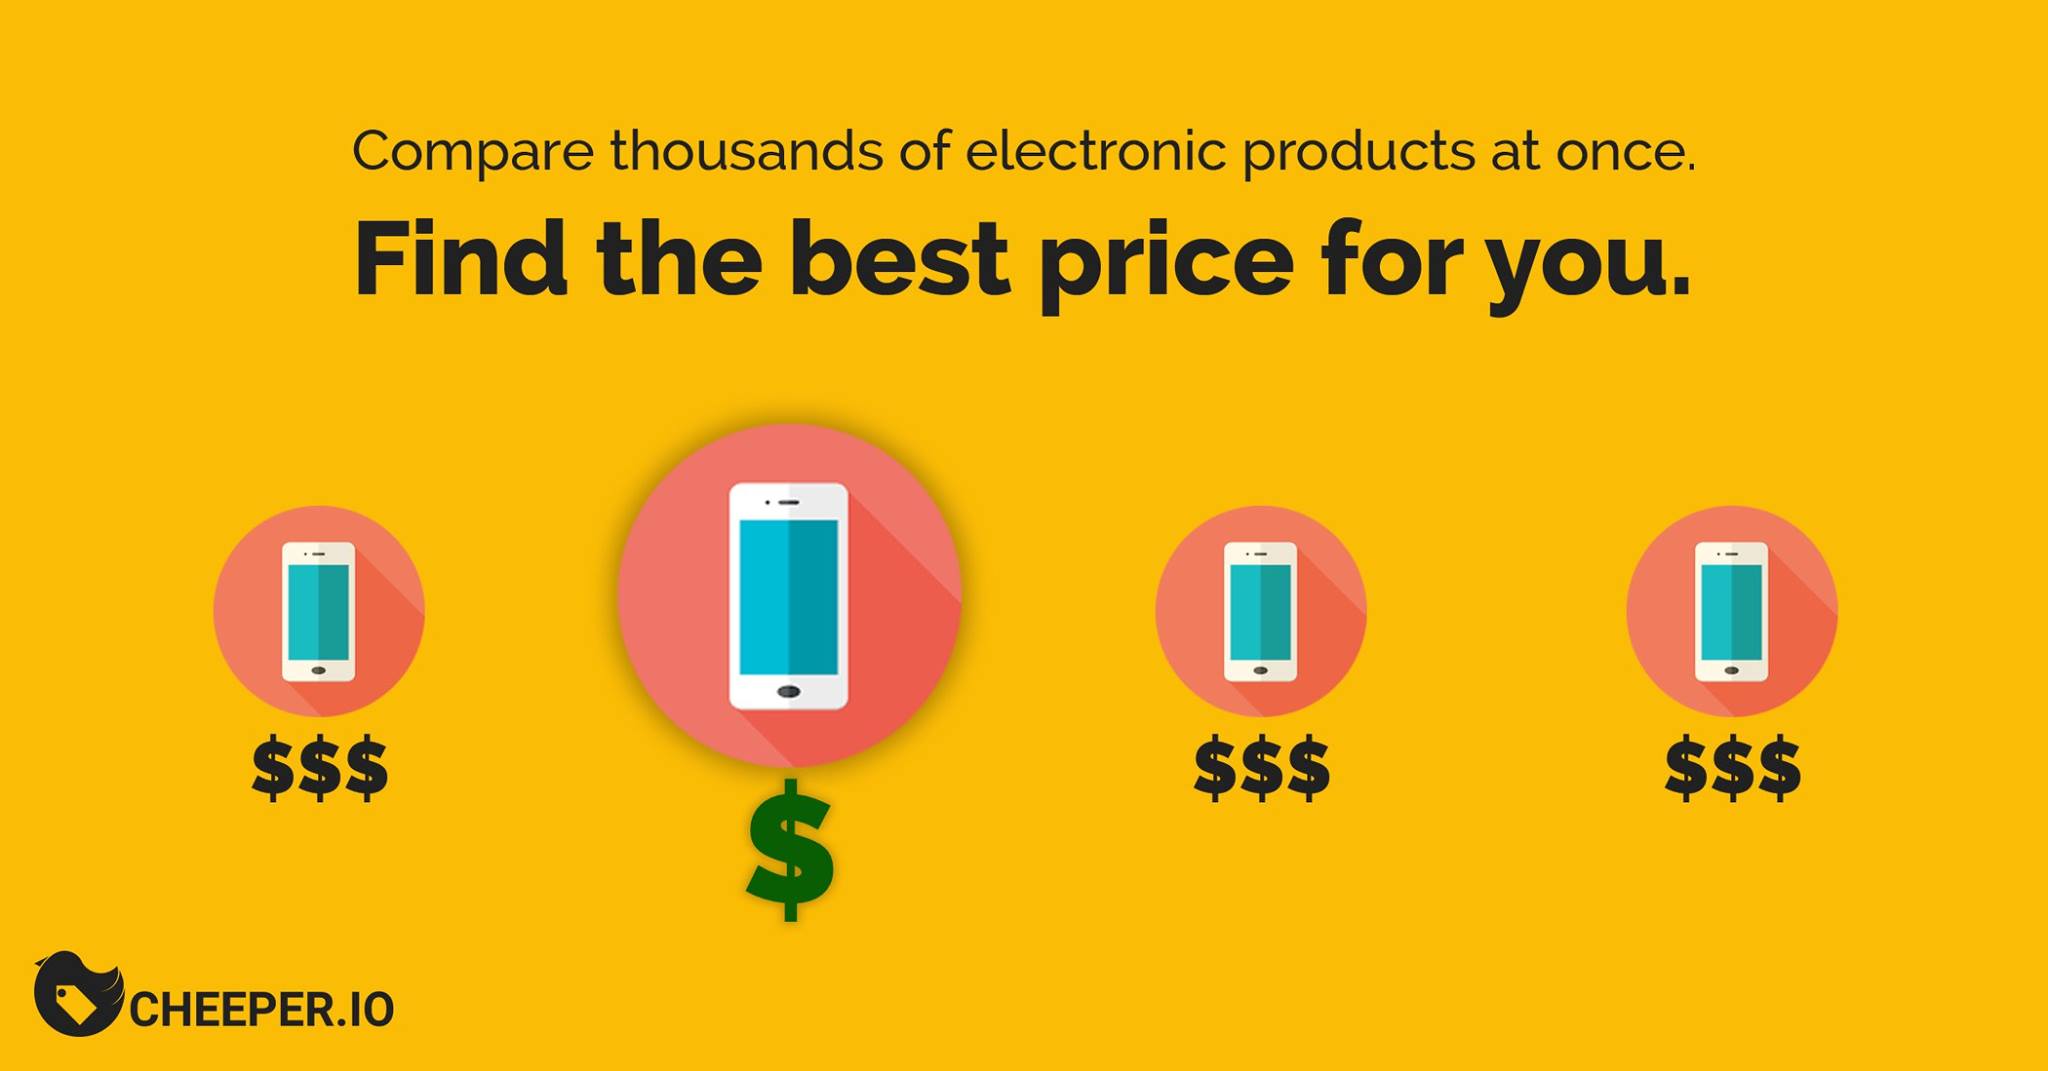 Compare thousands of electronic products at once.
Find the best price for you.
$$$
$
$$$
$$$
CHEEPER.IO